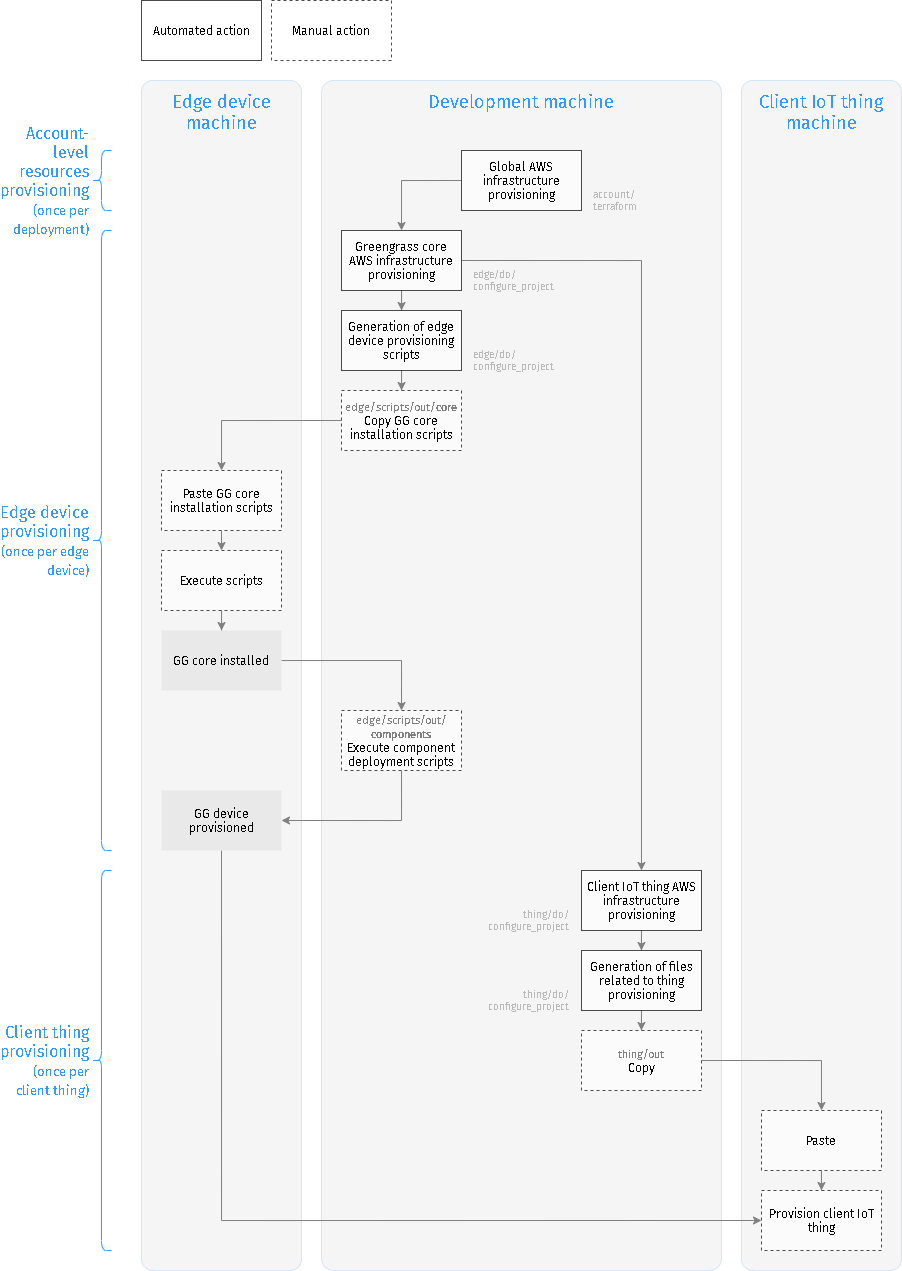 Automated action
Manual action
Edge device
machine
Development machine
Client IoT thing
machine
Account-
level
resources
provisioning
(once per
deployment)
Global AWS
infrastructure
provisioning
account/
terraform
Greengrass core
AWS infrastructure
provisioning
edge/do/
configure_project
Generation of edge
device provisioning
scripts
edge/do/
configure_project
edge/scripts/out/core
Copy GG core
installation scripts
Edge device
provisioning
(once per edge
device)
Paste GG core
installation scripts
Execute scripts
GG core installed
edge/scripts/out/
components
Execute component
deployment scripts
GG device
provisioned
Client thing
provisioning
(once per
client thing)
Client IoT thing AWS
infrastructure
provisioning
thing/do/
configure_project
Generation of files
related to thing
provisioning
thing/do/
configure_project
thing/out
Copy
Paste
Provision client IoT
thing